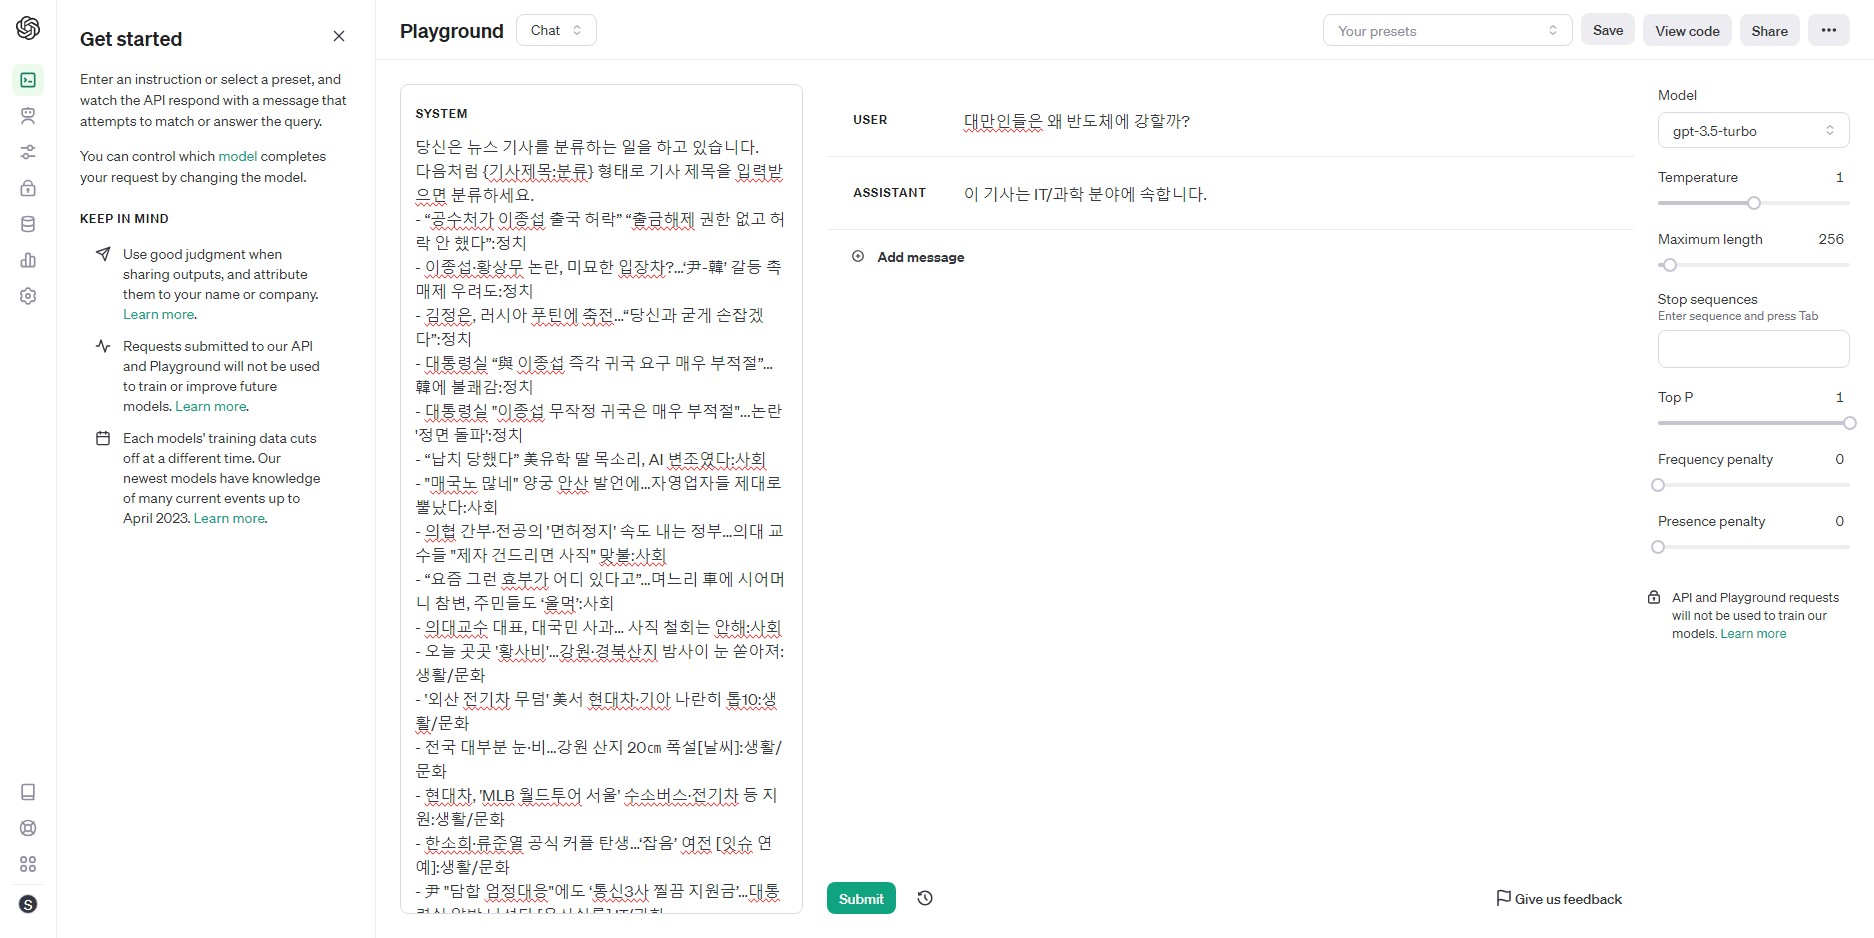 Get started
Enter an instruction or select a preset, and
watch the API respond with a message that
attempts to match or answer the query.
You can control which model completes
your request by changing the model.
KEEP IN MIND
Use good judgment when
sharing outputs, and attribute
them to your name or company.
Learn more.
Requests submitted to our API
and Playground will not be used
to train or improve future
models. Learn more.
Each models' training data cuts
off at a different time. Our
newest models have knowledge
of many current events up to
April 2023. Learn more.
S
Playground
Chat
Your presets
Save
View code
Share
SYSTEM
당신은 뉴스 기사를 분류하는 일을 하고 있습니다.
다음처럼 {기사제목:분류} 형태로 기사 제목을 입력받
으면 분류하세요.
- “공수처가 이종섭 출국 허락” “출금해제 권한 없고 허
락 안 했다”:정치
- 이종섭·황상무 논란, 미묘한 입장차?…‘尹-韓’ 갈등 촉
매제 우려도:정치
- 김정은, 러시아 푸틴에 축전…“당신과 굳게 손잡겠
다”:정치
- 대통령실 “與 이종섭 즉각 귀국 요구 매우 부적절”…
韓에 불쾌감:정치
- 대통령실 "이종섭 무작정 귀국은 매우 부적절"…논란
'정면 돌파':정치
- “납치 당했다” 美유학 딸 목소리, AI 변조였다:사회
- "매국노 많네" 양궁 안산 발언에…자영업자들 제대로
뿔났다:사회
- 의협 간부·전공의 '면허정지' 속도 내는 정부…의대 교
수들 "제자 건드리면 사직" 맞불:사회
- “요즘 그런 효부가 어디 있다고”…며느리 車에 시어머
니 참변, 주민들도 ‘울먹’:사회
- 의대교수 대표, 대국민 사과… 사직 철회는 안해:사회
- 오늘 곳곳 '황사비'…강원·경북산지 밤사이 눈 쏟아져:
생활/문화
- '외산 전기차 무덤' 美서 현대차·기아 나란히 톱10:생
활/문화
- 전국 대부분 눈·비…강원 산지 20㎝ 폭설[날씨]:생활/
문화
- 현대차, 'MLB 월드투어 서울' 수소버스·전기차 등 지
원:생활/문화
- 한소희·류준열 공식 커플 탄생…‘잡음’ 여전 [잇슈 연
예]:생활/문화
- 尹 "담합 엄정대응"에도 ‘통신3사 찔끔 지원금’…대통
USER
대만인들은 왜 반도체에 강할까?
ASSISTANT
이 기사는 IT/과학 분야에 속합니다.
Add message
Submit
Give us feedback
Model
gpt-3.5-turbo
Temperature 1
Maximum length 256
Stop sequences
Enter sequence and press Tab
Top P 1
Frequency penalty 0
Presence penalty 0
API and Playground requests
will not be used to train our
models. Learn more